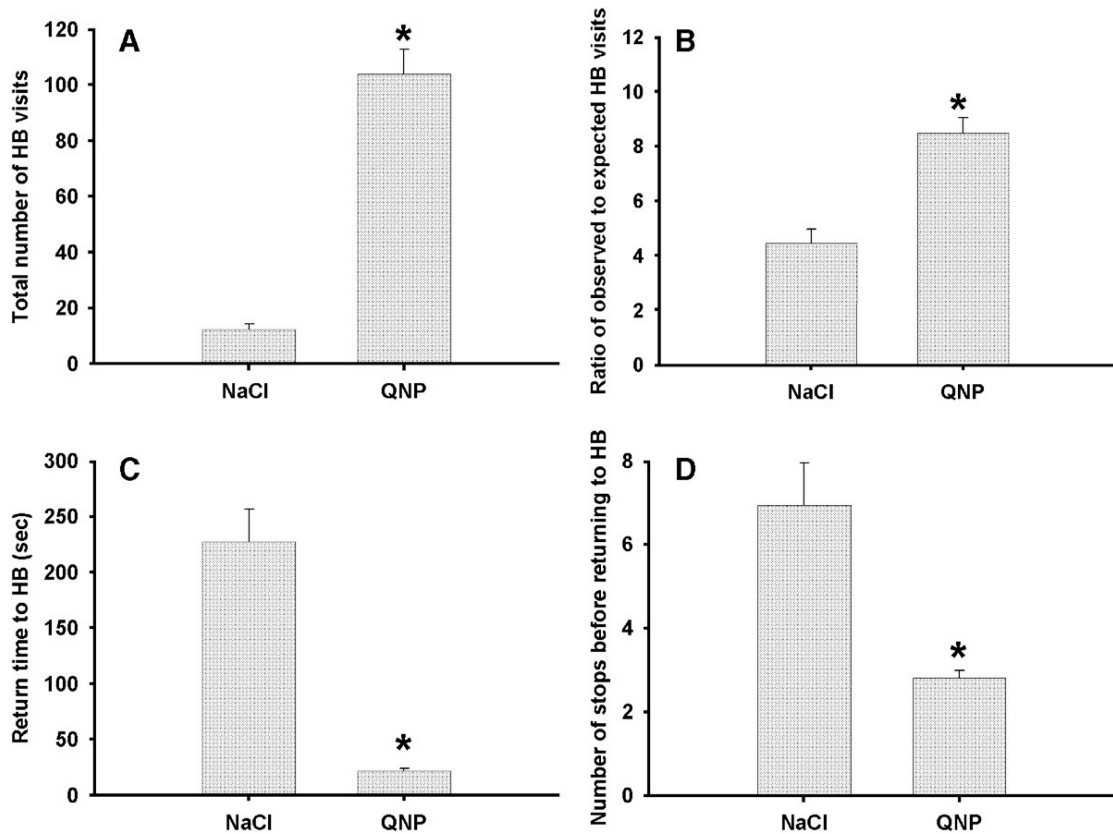 A
Total number of HB visits
120
100
80
60
40
20
0
*
NaCl
QNP
B
Ratio of observed to expected HB visits
12
10
8
6
4
2
0
*
NaCl
QNP
C
Return time to HB (sec)
300
250
200
150
100
50
0
*
NaCl
QNP
D
Number of stops before returning to HB
8
6
4
2
0
*
NaCl
QNP